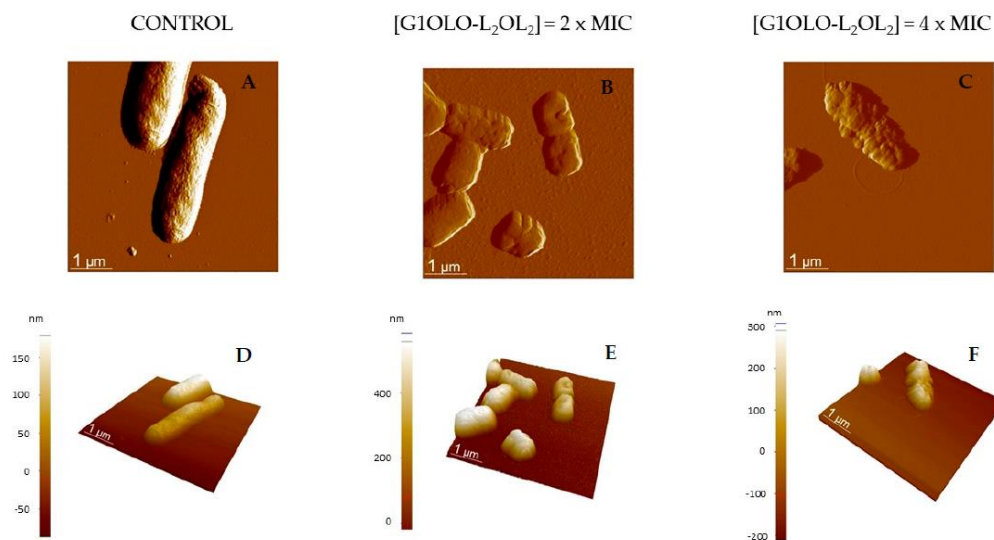 CONTROL
[G1OLO-L₂OL₂] = 2 x MIC
[G1OLO-L₂OL₂] = 4 x MIC
A
B
C
1 µm
1 µm
1 µm
nm
150
100
50
0
-50
D
1 µm
nm
400
200
0
E
1 µm
nm
300
200
100
0
-100
-200
F
1 µm